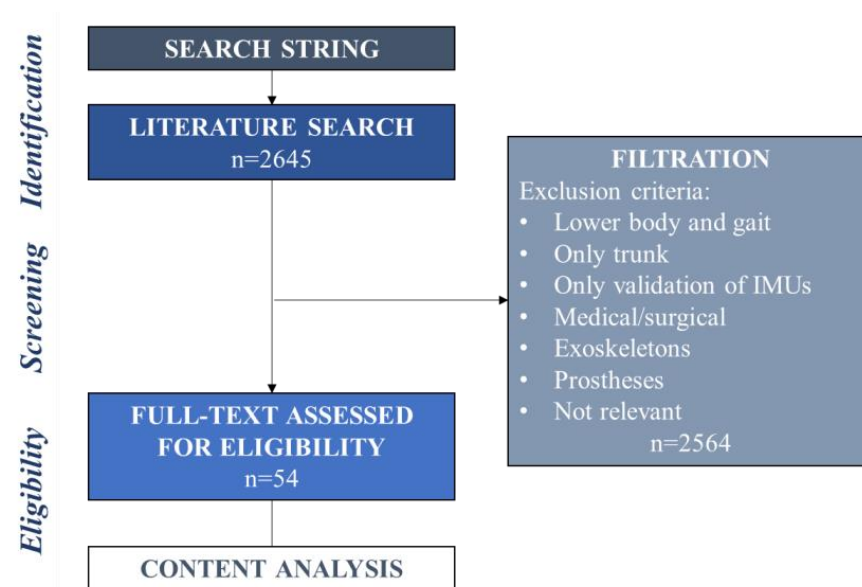 Identification
SEARCH STRING
LITERATURE SEARCH
n=2645
Screening
FILTRATION
Exclusion criteria:
• Lower body and gait
• Only trunk
• Only validation of IMUs
• Medical/surgical
• Exoskeletons
• Prostheses
• Not relevant
n=2564
Eligibility
FULL-TEXT ASSESSED
FOR ELIGIBILITY
n=54
CONTENT ANALYSIS